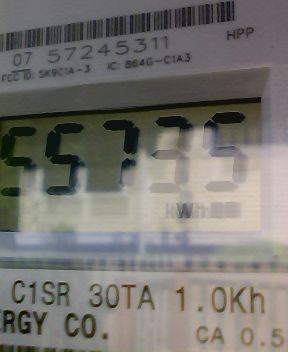 07 57245311 HPP
FCC ID: SK9C1A-3 IC: 864G-C1A3
55735
kWh
C1SR 30TA 1.0Kh
RGY CO. CA 0.5